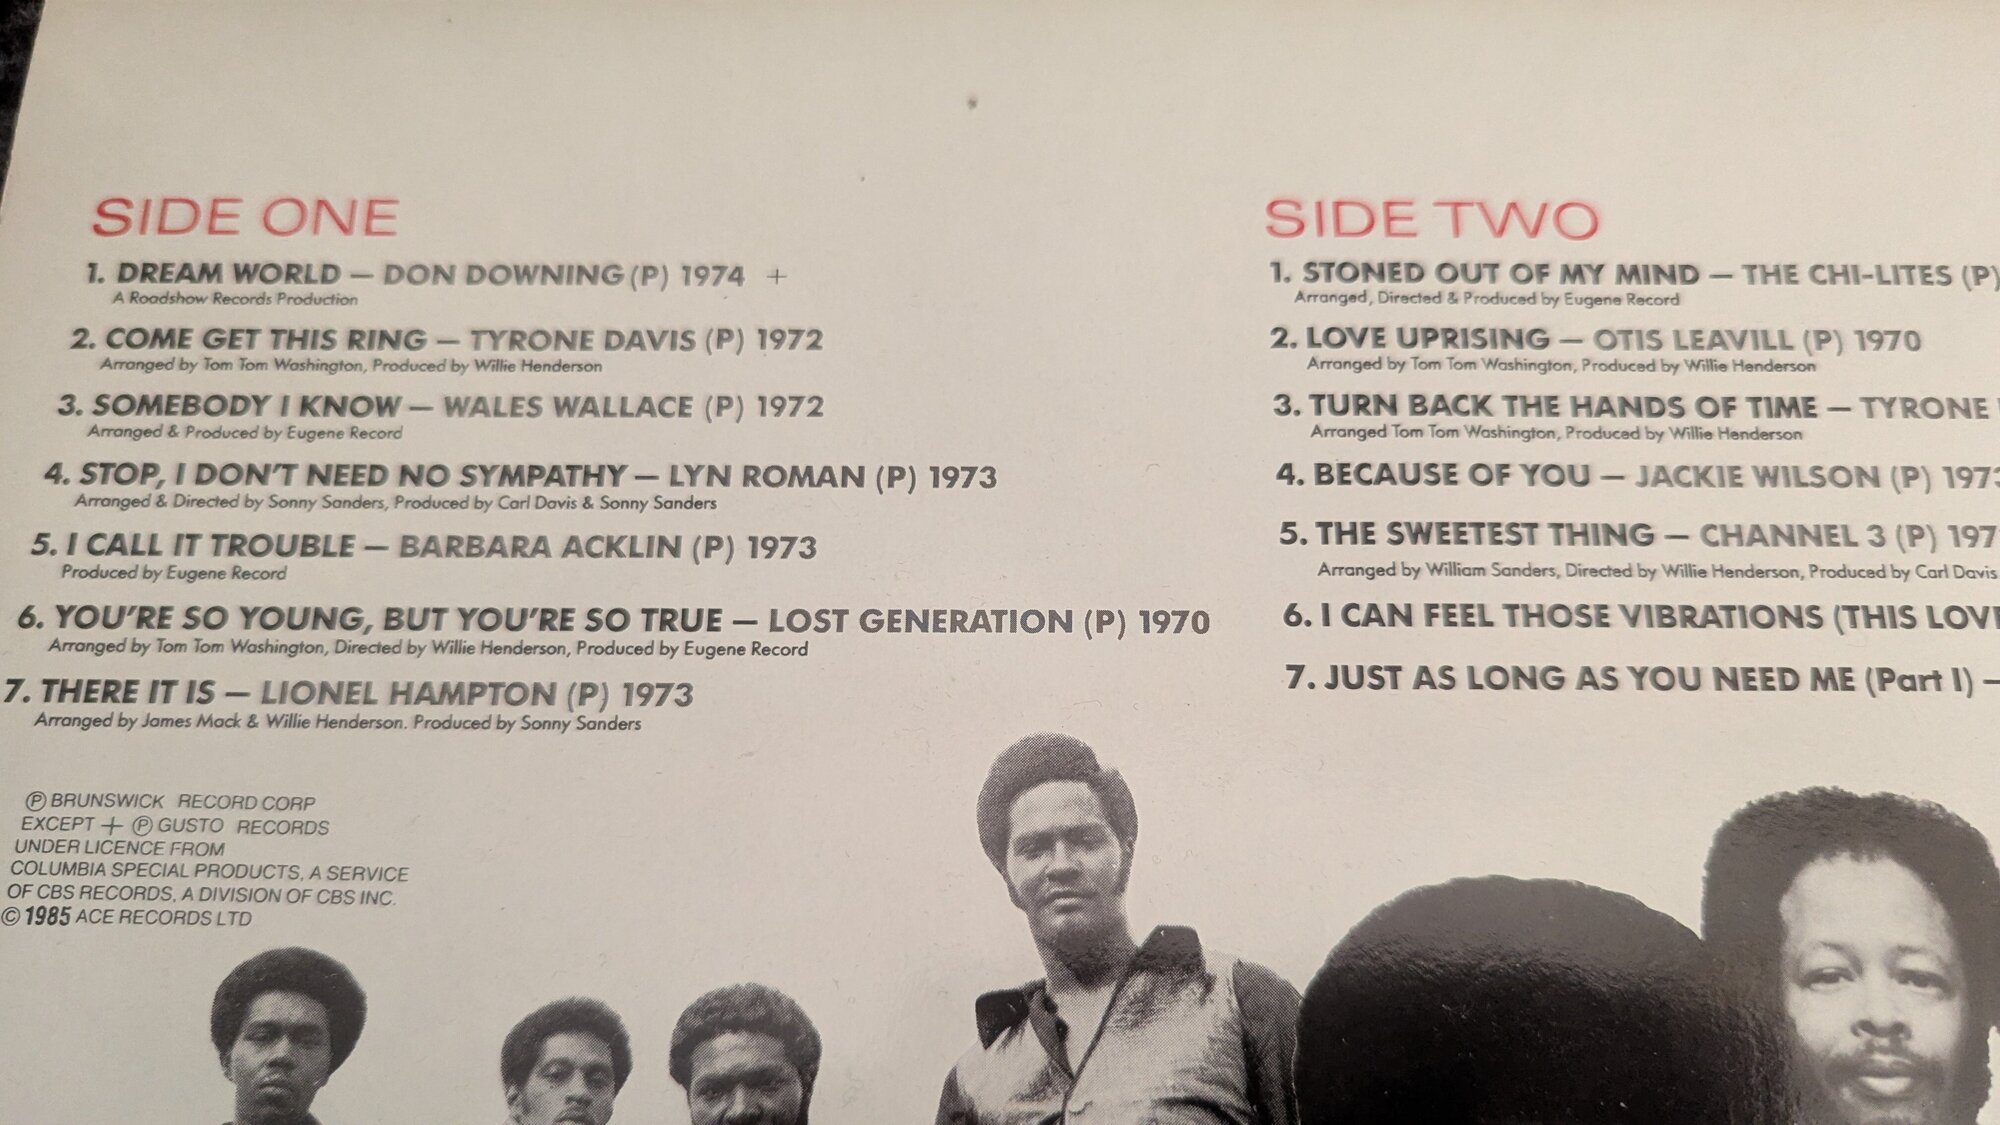 SIDE ONE
1. DREAM WORLD — DON DOWNING (P) 1974 +
A Roadshow Records Production
2. COME GET THIS RING — TYRONE DAVIS (P) 1972
Arranged by Tom Tom Washington, Produced by Willie Henderson
3. SOMEBODY I KNOW — WALES WALLACE (P) 1972
Arranged & Produced by Eugene Record
4. STOP, I DON'T NEED NO SYMPATHY — LYN ROMAN (P) 1973
Arranged & Directed by Sonny Sanders, Produced by Carl Davis & Sonny Sanders
5. I CALL IT TROUBLE — BARBARA ACKLIN (P) 1973
Produced by Eugene Record
6. YOU'RE SO YOUNG, BUT YOU'RE SO TRUE — LOST GENERATION (P) 1970
Arranged by Tom Tom Washington, Directed by Willie Henderson, Produced by Eugene Record
7. THERE IT IS — LIONEL HAMPTON (P) 1973
Arranged by James Mack & Willie Henderson. Produced by Sonny Sanders
Ⓟ BRUNSWICK RECORD CORP
EXCEPT + Ⓟ GUSTO RECORDS
UNDER LICENCE FROM
COLUMBIA SPECIAL PRODUCTS, A SERVICE
OF CBS RECORDS, A DIVISION OF CBS INC.
© 1985 ACE RECORDS LTD
SIDE TWO
1. STONED OUT OF MY MIND — THE CHI-LITES (P)
Arranged, Directed & Produced by Eugene Record
2. LOVE UPRISING — OTIS LEAVILL (P) 1970
Arranged by Tom Tom Washington, Produced by Willie Henderson
3. TURN BACK THE HANDS OF TIME — TYRONE
Arranged Tom Tom Washington, Produced by Willie Henderson
4. BECAUSE OF YOU — JACKIE WILSON (P) 1973
5. THE SWEETEST THING — CHANNEL 3 (P) 197
Arranged by William Sanders, Directed by Willie Henderson, Produced by Carl Davis
6. I CAN FEEL THOSE VIBRATIONS (THIS LOVE
7. JUST AS LONG AS YOU NEED ME (Part I) —